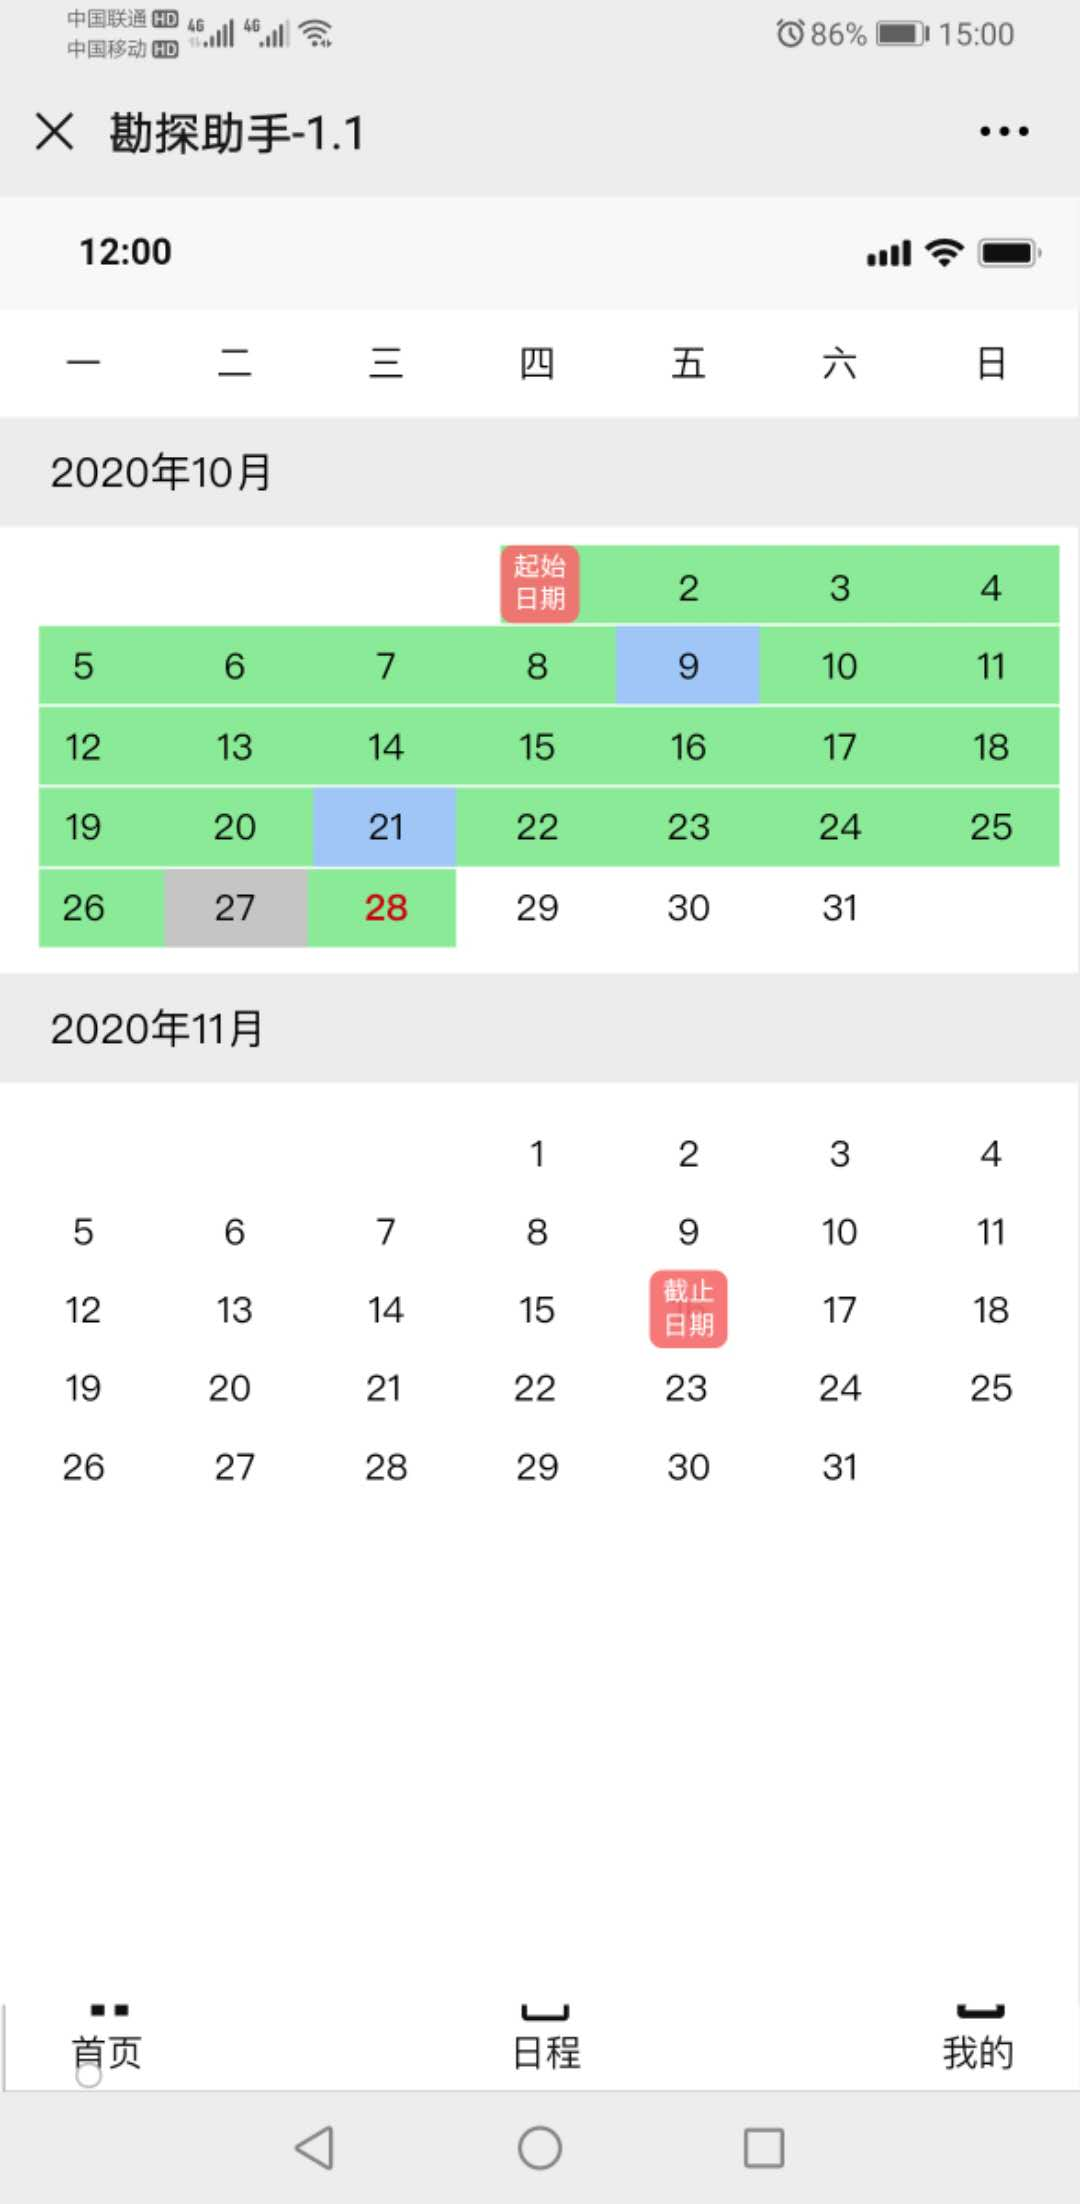 中国联通 HD 4G 4G 86% 15:00
中国移动 HD
勘探助手-1.1
12:00
一 二 三 四 五 六 日
2020年10月
起始
日期
2 3 4
5 6 7 8 9 10 11
12 13 14 15 16 17 18
19 20 21 22 23 24 25
26 27 28 29 30 31
2020年11月
1 2 3 4
5 6 7 8 9 10 11
12 13 14 15 截止 17 18
日期
19 20 21 22 23 24 25
26 27 28 29 30 31
首页 日程 我的